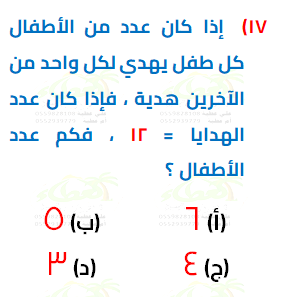 ١٧) إذا كان عدد من الأطفال
كل طفل يهدي لكل واحد من
الآخرين هدية ، فإذا كان عدد
الهدايا = ١٢ ، فكم عدد
الأطفال ؟
(أ) ٦ (ب) ٥
(ج) ٤ (د) ٣